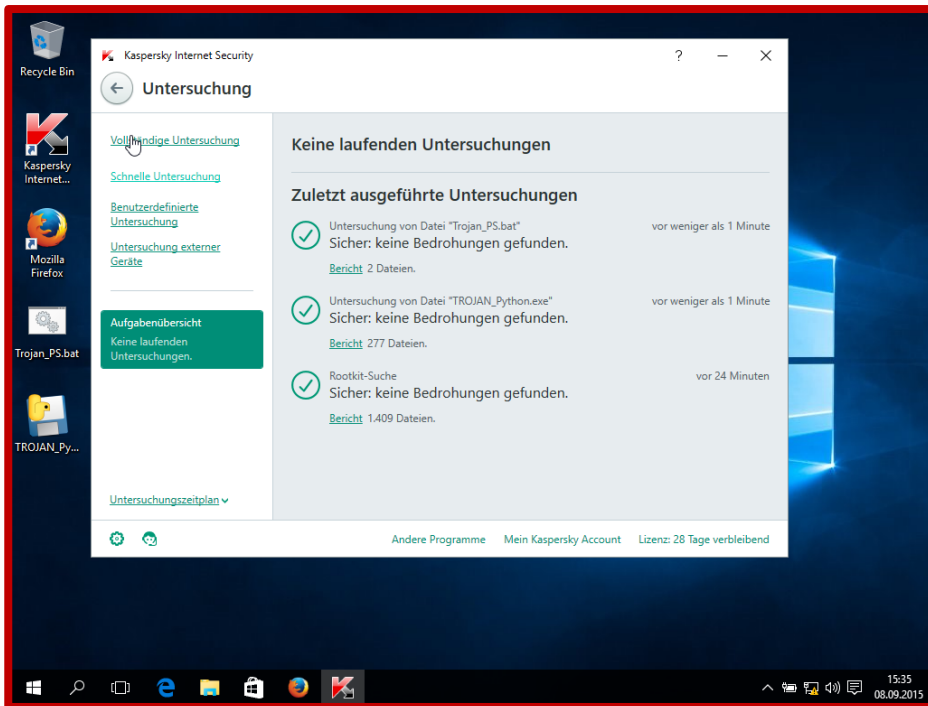 Recycle Bin
Kaspersky
Internet...
Mozilla
Firefox
Trojan_PS.bat
TROJAN_Py...
Kaspersky Internet Security
?
Untersuchung
Vollständige Untersuchung
Schnelle Untersuchung
Benutzerdefinierte
Untersuchung
Untersuchung externer
Geräte
Aufgabenübersicht
Keine laufenden
Untersuchungen.
Untersuchungszeitplan
Keine laufenden Untersuchungen
Zuletzt ausgeführte Untersuchungen
Untersuchung von Datei "Trojan_PS.bat" vor weniger als 1 Minute
Sicher: keine Bedrohungen gefunden.
Bericht 2 Dateien.
Untersuchung von Datei "TROJAN_Python.exe" vor weniger als 1 Minute
Sicher: keine Bedrohungen gefunden.
Bericht 277 Dateien.
Rootkit-Suche vor 24 Minuten
Sicher: keine Bedrohungen gefunden.
Bericht 1.409 Dateien.
Andere Programme Mein Kaspersky Account Lizenz: 28 Tage verbleibend
15:35
08.09.2015